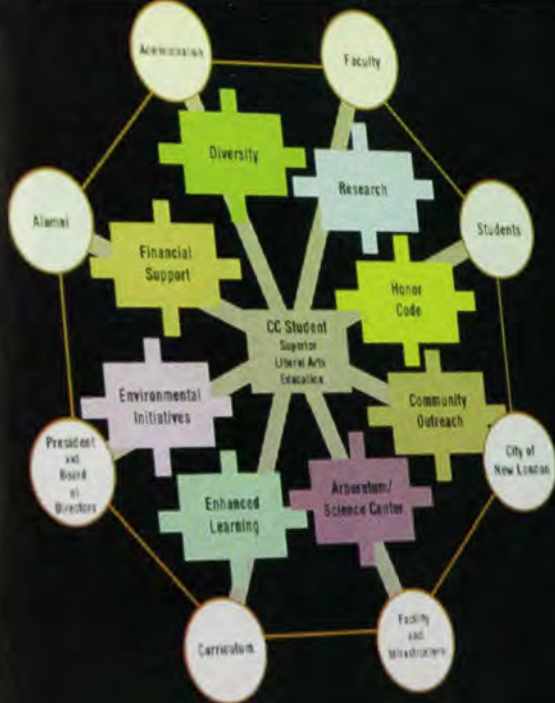 Administration
Faculty
Diversity
Research
Alumni
Students
Financial
Support
Honor
Code
CC Student
Superior
Liberal Arts
Education
Environmental
Initiatives
Community
Outreach
President
and
Board
of
Directors
City of
New London
Enhanced
Learning
Arboretum/
Science Center
Curriculum
Facility
and
Infrastructure